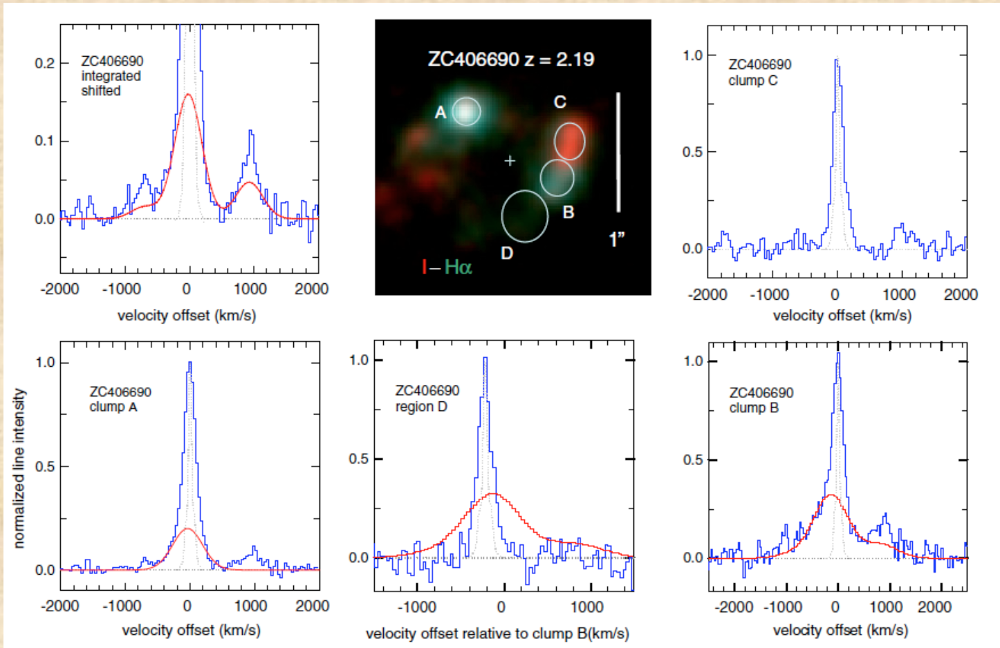 ZC406690
integrated
shifted
0.2
0.1
0.0
-2000 -1000 0 1000 2000
velocity offset (km/s)
ZC406690 z = 2.19
A
C
B
D
1”
I – Hα
ZC406690
clump C
1.0
0.5
0.0
-2000 -1000 0 1000 2000
velocity offset (km/s)
normalized line intensity
ZC406690
clump A
1.0
0.5
0.0
-2000 -1000 0 1000 2000
velocity offset (km/s)
ZC406690
region D
1.0
0.5
0.0
-1000 0 1000
velocity offset relative to clump B(km/s)
ZC406690
clump B
1.0
0.5
0.0
-2000 -1000 0 1000 2000
velocity offset (km/s)